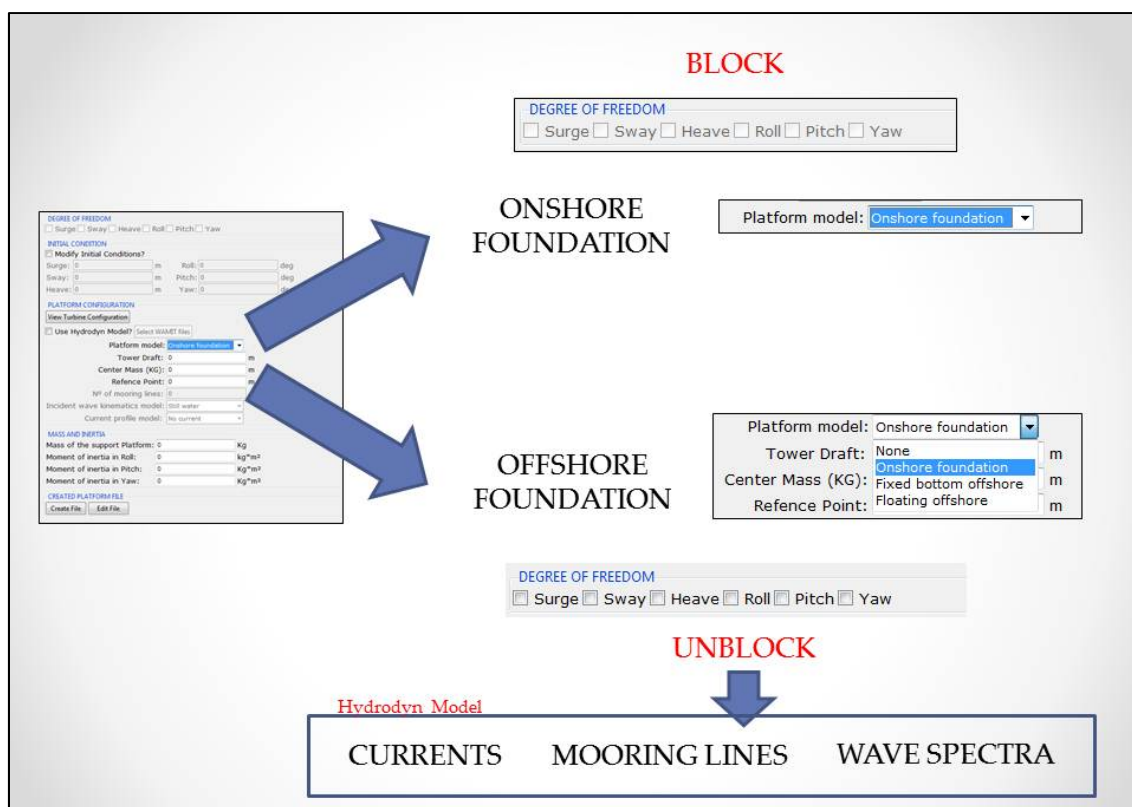 BLOCK
DEGREE OF FREEDOM
Surge Sway Heave Roll Pitch Yaw
ONSHORE
FOUNDATION
Platform model: Onshore foundation
DEGREE OF FREEDOM
Surge Sway Heave Roll Pitch Yaw
INITIAL CONDITION
Modify Initial Conditions?
Surge: 0 m Roll: 0 deg
Sway: 0 m Pitch: 0 deg
Heave: 0 m Yaw: 0
PLATFORM CONFIGURATION
View Turbine Configuration
Use Hydrodyn Model? Select WAMIT files
Platform model: Onshore foundation
Tower Draft: 0 m
Center Mass (KG): 0 m
Refence Point: 0 m
Nº of mooring lines: 0
Incident wave kinematics model: Still water
Current profile model: No current
MASS AND INERTIA
Mass of the support Platform: 0 Kg
Moment of inertia in Roll: 0 kg*m²
Moment of inertia in Pitch: 0 Kg*m²
Moment of inertia in Yaw: 0 Kg*m²
CREATED PLATFORM FILE
Create File Edit File
OFFSHORE
FOUNDATION
Platform model: Onshore foundation
Tower Draft: None m
Onshore foundation
Center Mass (KG): Fixed bottom offshore m
Floating offshore
Refence Point: m
DEGREE OF FREEDOM
Surge Sway Heave Roll Pitch Yaw
UNBLOCK
Hydrodyn Model
CURRENTS MOORING LINES WAVE SPECTRA